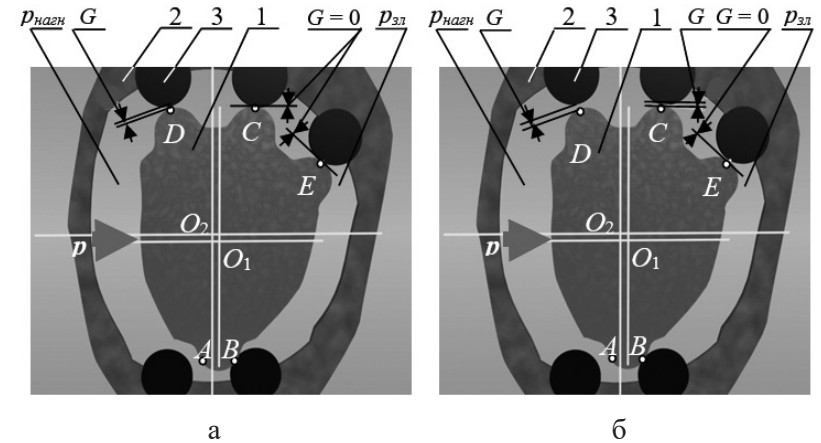 pнагн G 2 3 1 G = 0 pзл
pнагн G 2 3 1 G G = 0 pзл
D C E
D C E
O₂
O₁
p
O₂
O₁
p
A B
A B
а
б